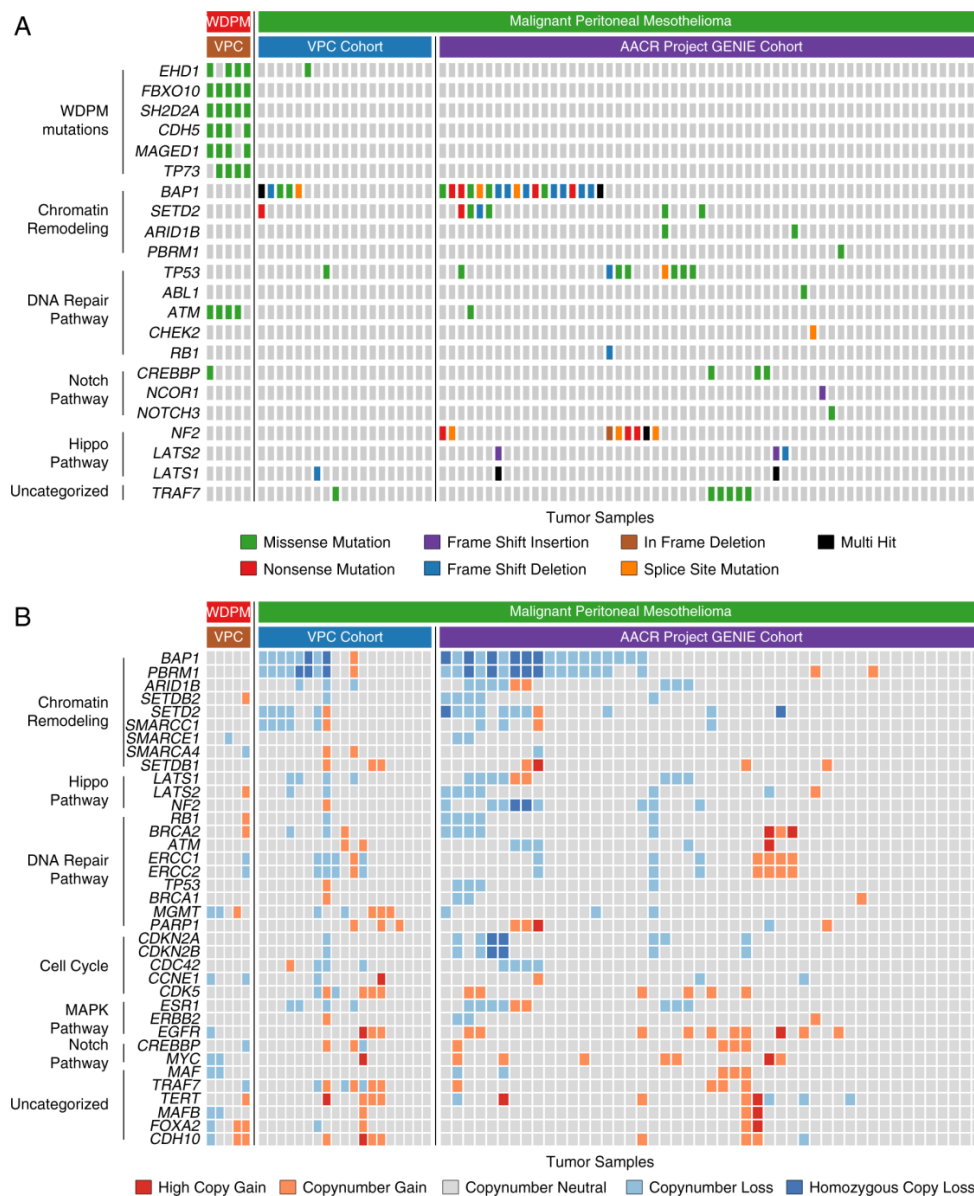 A
WDPM
Malignant Peritoneal Mesothelioma
VPC
VPC Cohort
AACR Project GENIE Cohort
WDPM
mutations
EHD1
FBXO10
SH2D2A
CDH5
MAGED1
TP73
Chromatin
Remodeling
BAP1
SETD2
ARID1B
PBRM1
DNA Repair
Pathway
TP53
ABL1
ATM
CHEK2
RB1
Notch
Pathway
CREBBP
NCOR1
NOTCH3
Hippo
Pathway
NF2
LATS2
LATS1
Uncategorized
TRAF7
Tumor Samples
Missense Mutation
Frame Shift Insertion
In Frame Deletion
Multi Hit
Nonsense Mutation
Frame Shift Deletion
Splice Site Mutation
B
WDPM
Malignant Peritoneal Mesothelioma
VPC
VPC Cohort
AACR Project GENIE Cohort
Chromatin
Remodeling
BAP1
PBRM1
ARID1B
SETDB2
SETD2
SMARCC1
SMARCE1
SMARCA4
SETDB1
Hippo
Pathway
LATS1
LATS2
NF2
DNA Repair
Pathway
RB1
BRCA2
ATM
ERCC1
ERCC2
TP53
BRCA1
MGMT
PARP1
Cell Cycle
CDKN2A
CDKN2B
CDC42
CCNE1
CDK5
MAPK
Pathway
ESR1
ERBB2
EGFR
Notch
Pathway
CREBBP
MYC
Uncategorized
MAF
TRAF7
TERT
MAFB
FOXA2
CDH10
Tumor Samples
High Copy Gain
Copynumber Gain
Copynumber Neutral
Copynumber Loss
Homozygous Copy Loss